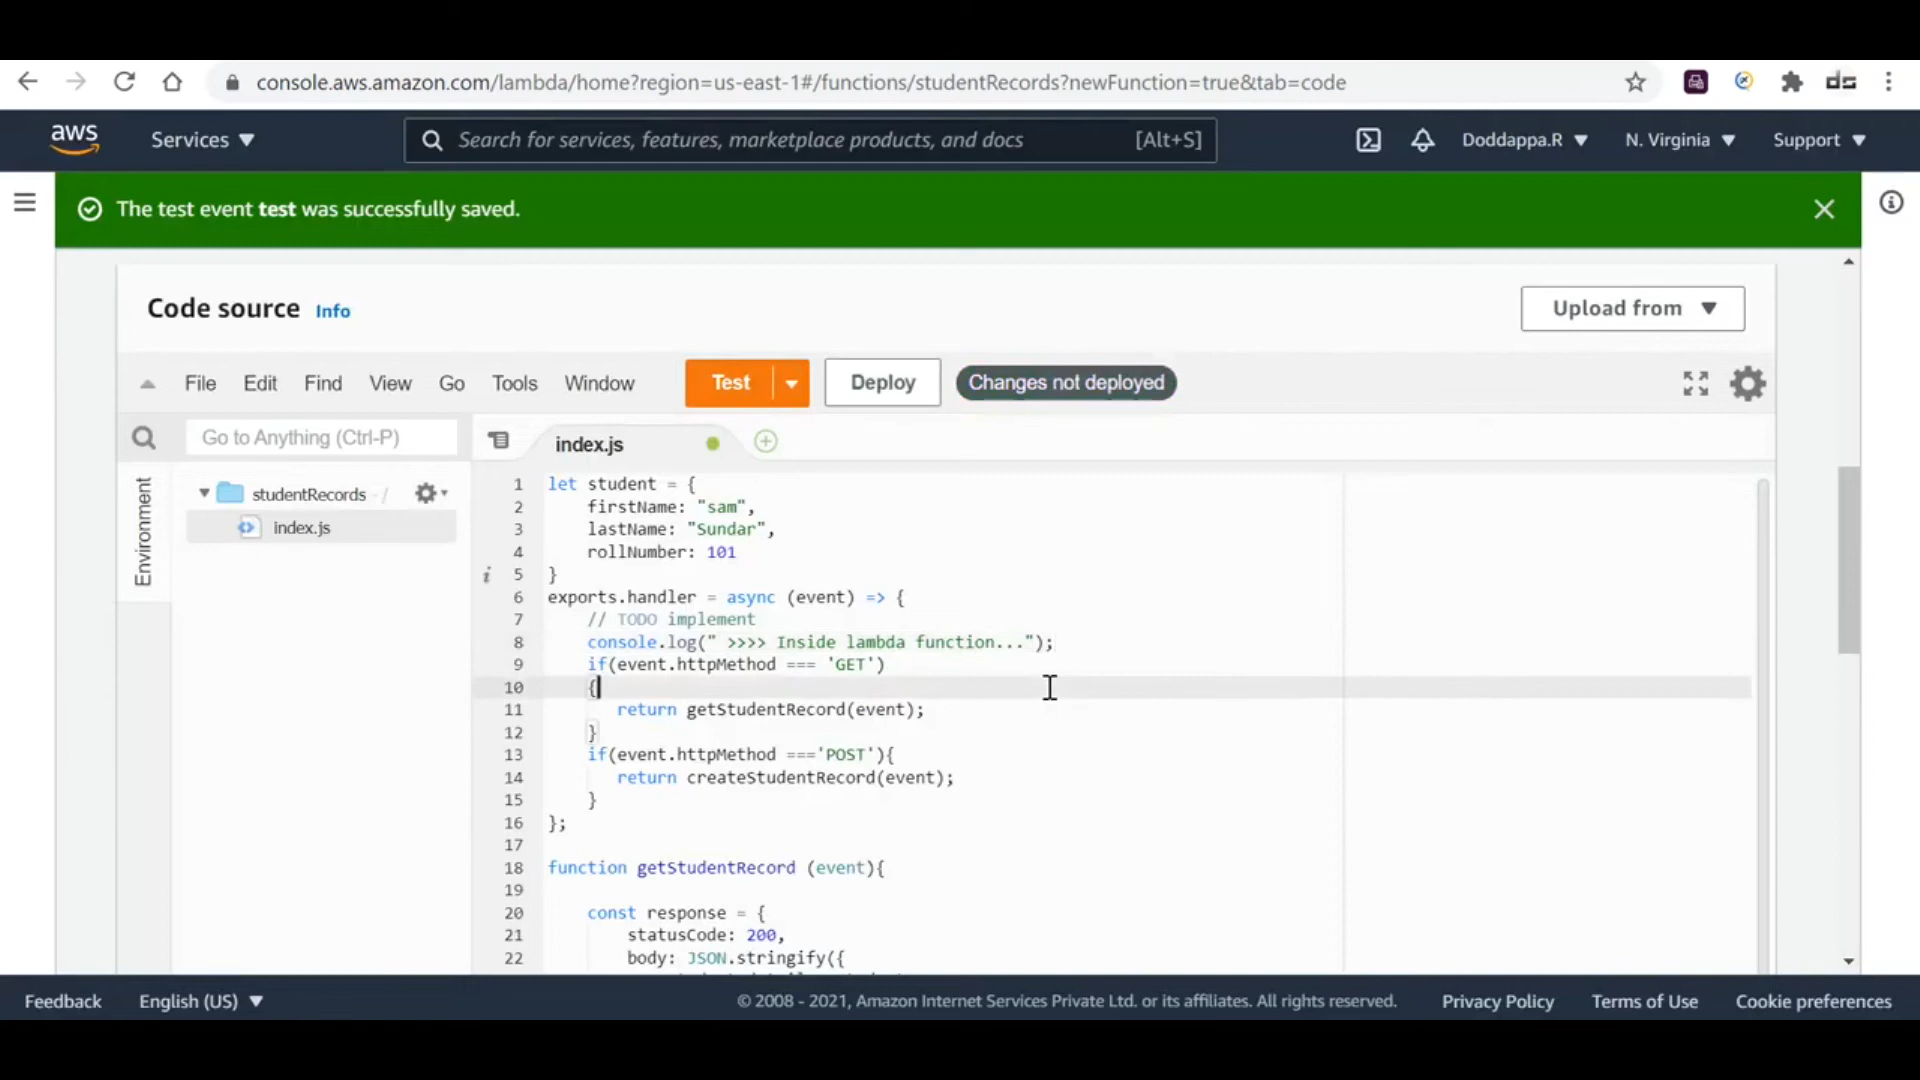 console.aws.amazon.com/lambda/home?region=us-east-1#/functions/studentRecords?newFunction=true&tab=code
aws Services ▼ Search for services, features, marketplace products, and docs [Alt+S] Doddappa.R ▼ N. Virginia ▼ Support ▼
The test event test was successfully saved.
Code source Info Upload from ▼
File Edit Find View Go Tools Window Test Deploy Changes not deployed
Go to Anything (Ctrl-P) index.js
Environment
studentRecords - /
index.js
1 let student = {
2 firstName: "sam",
3 lastName: "Sundar",
4 rollNumber: 101
i 5 }
6 exports.handler = async (event) => {
7 // TODO implement
8 console.log(" >>>> Inside lambda function...");
9 if(event.httpMethod === 'GET')
10 {
11 return getStudentRecord(event);
12 }
13 if(event.httpMethod ==='POST'){
14 return createStudentRecord(event);
15 }
16 };
17
18 function getStudentRecord (event){
19
20 const response = {
21 statusCode: 200,
22 body: JSON.stringify({
Feedback English (US) ▼ © 2008 - 2021, Amazon Internet Services Private Ltd. or its affiliates. All rights reserved. Privacy Policy Terms of Use Cookie preferences